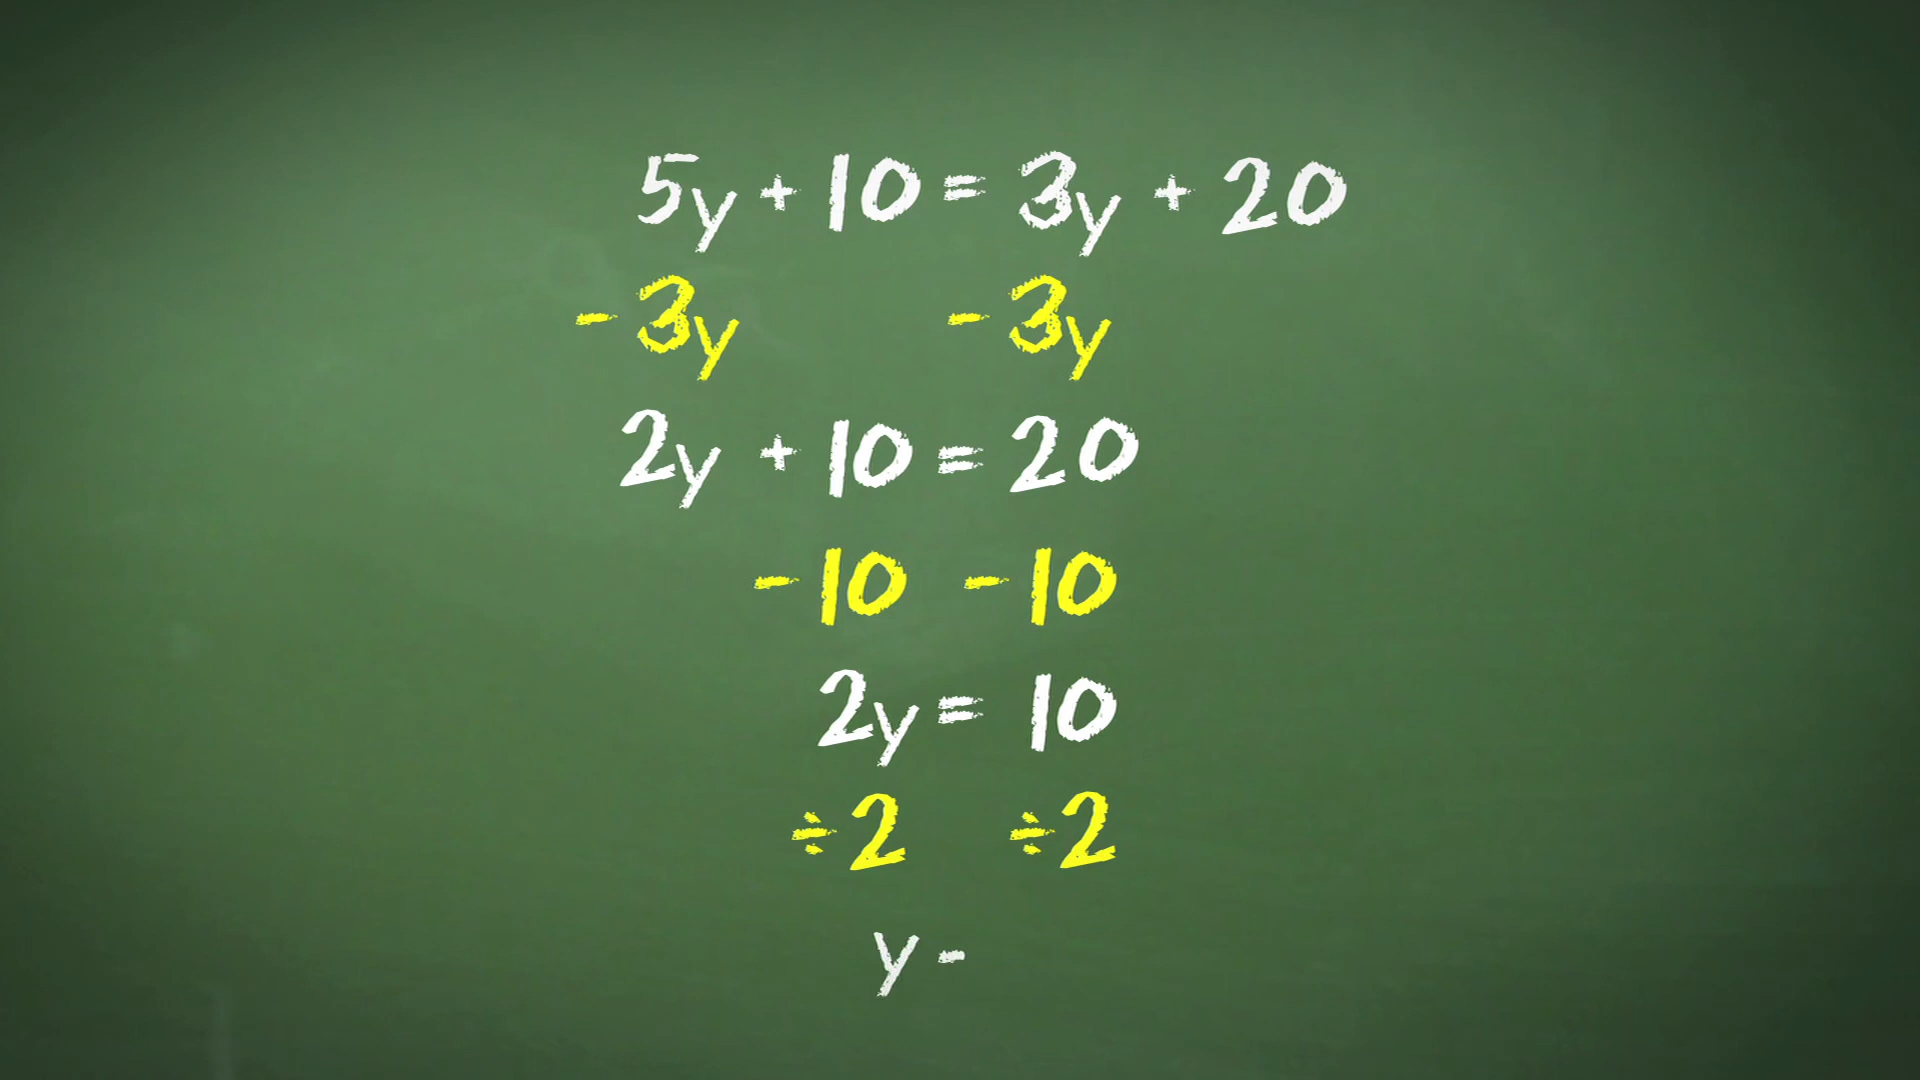 5y + 10 = 3y + 20
- 3y - 3y
2y + 10 = 20
- 10 - 10
2y = 10
÷ 2 ÷ 2
y -